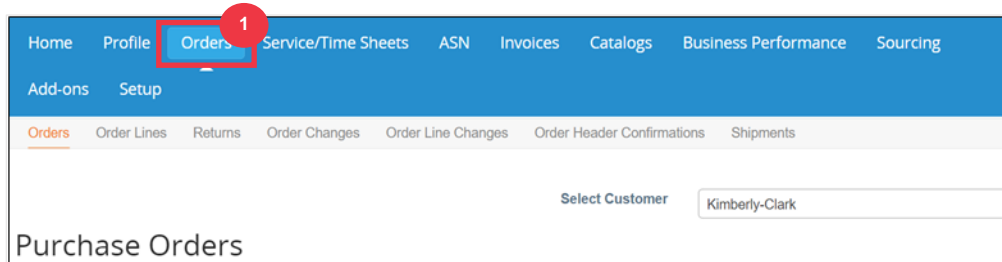 1
Home Profile Orders Service/Time Sheets ASN Invoices Catalogs Business Performance Sourcing
Add-ons Setup
Orders Order Lines Returns Order Changes Order Line Changes Order Header Confirmations Shipments
Select Customer Kimberly-Clark
Purchase Orders